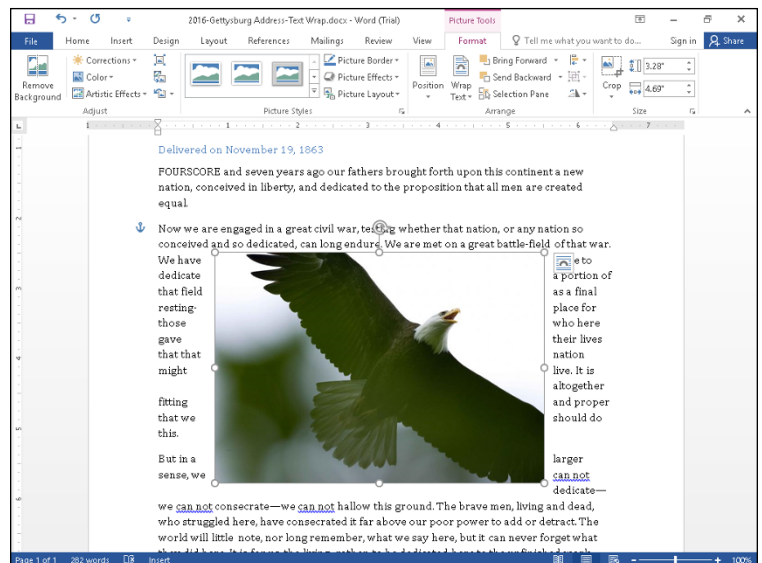 2016-Gettysburg Address-Text Wrap.docx - Word (Trial)
Picture Tools
File Home Insert Design Layout References Mailings Review View Format Tell me what you want to do... Sign in Share
Remove Background
Corrections
Color
Artistic Effects
Adjust
Picture Border
Picture Effects
Picture Layout
Picture Styles
Position
Wrap Text
Bring Forward
Send Backward
Selection Pane
Arrange
Crop
3.28"
4.69"
Size
1 1 2 3 4 5 6 7
Delivered on November 19, 1863
FOURSCORE and seven years ago our fathers brought forth upon this continent a new
nation, conceived in liberty, and dedicated to the proposition that all men are created
equal.
Now we are engaged in a great civil war, testing whether that nation, or any nation so
conceived and so dedicated, can long endure. We are met on a great battle-field of that war.
We have e to
dedicate a portion of
that field as a final
resting- place for
those who here
gave their lives
that that nation
might live. It is
altogether
fitting and proper
that we should do
this.
But in a larger
sense, we can not
dedicate—
we can not consecrate—we can not hallow this ground. The brave men, living and dead,
who struggled here, have consecrated it far above our poor power to add or detract. The
world will little note, nor long remember, what we say here, but it can never forget what
Page 1 of 1 282 words Insert 100%